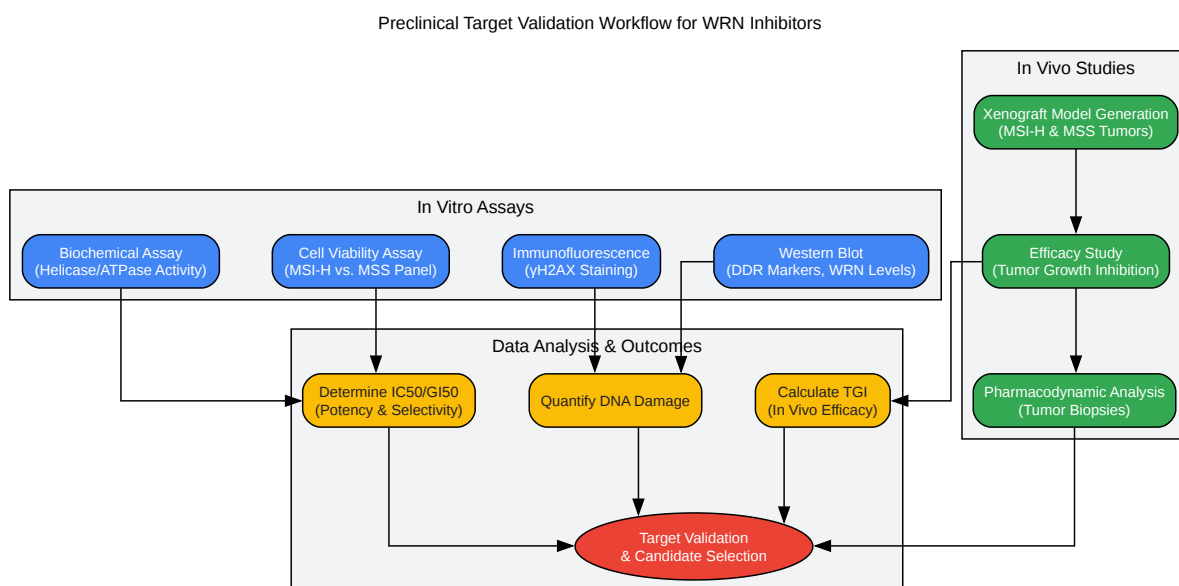 Preclinical Target Validation Workflow for WRN Inhibitors
In Vivo Studies
Xenograft Model Generation
(MSI-H & MSS Tumors)
In Vitro Assays
Biochemical Assay
(Helicase/ATPase Activity)
Cell Viability Assay
(MSI-H vs. MSS Panel)
Immunofluorescence
(γH2AX Staining)
Western Blot
(DDR Markers, WRN Levels)
Efficacy Study
(Tumor Growth Inhibition)
Data Analysis & Outcomes
Determine IC50/GI50
(Potency & Selectivity)
Quantify DNA Damage
Calculate TGI
(In Vivo Efficacy)
Pharmacodynamic Analysis
(Tumor Biopsies)
Target Validation
& Candidate Selection